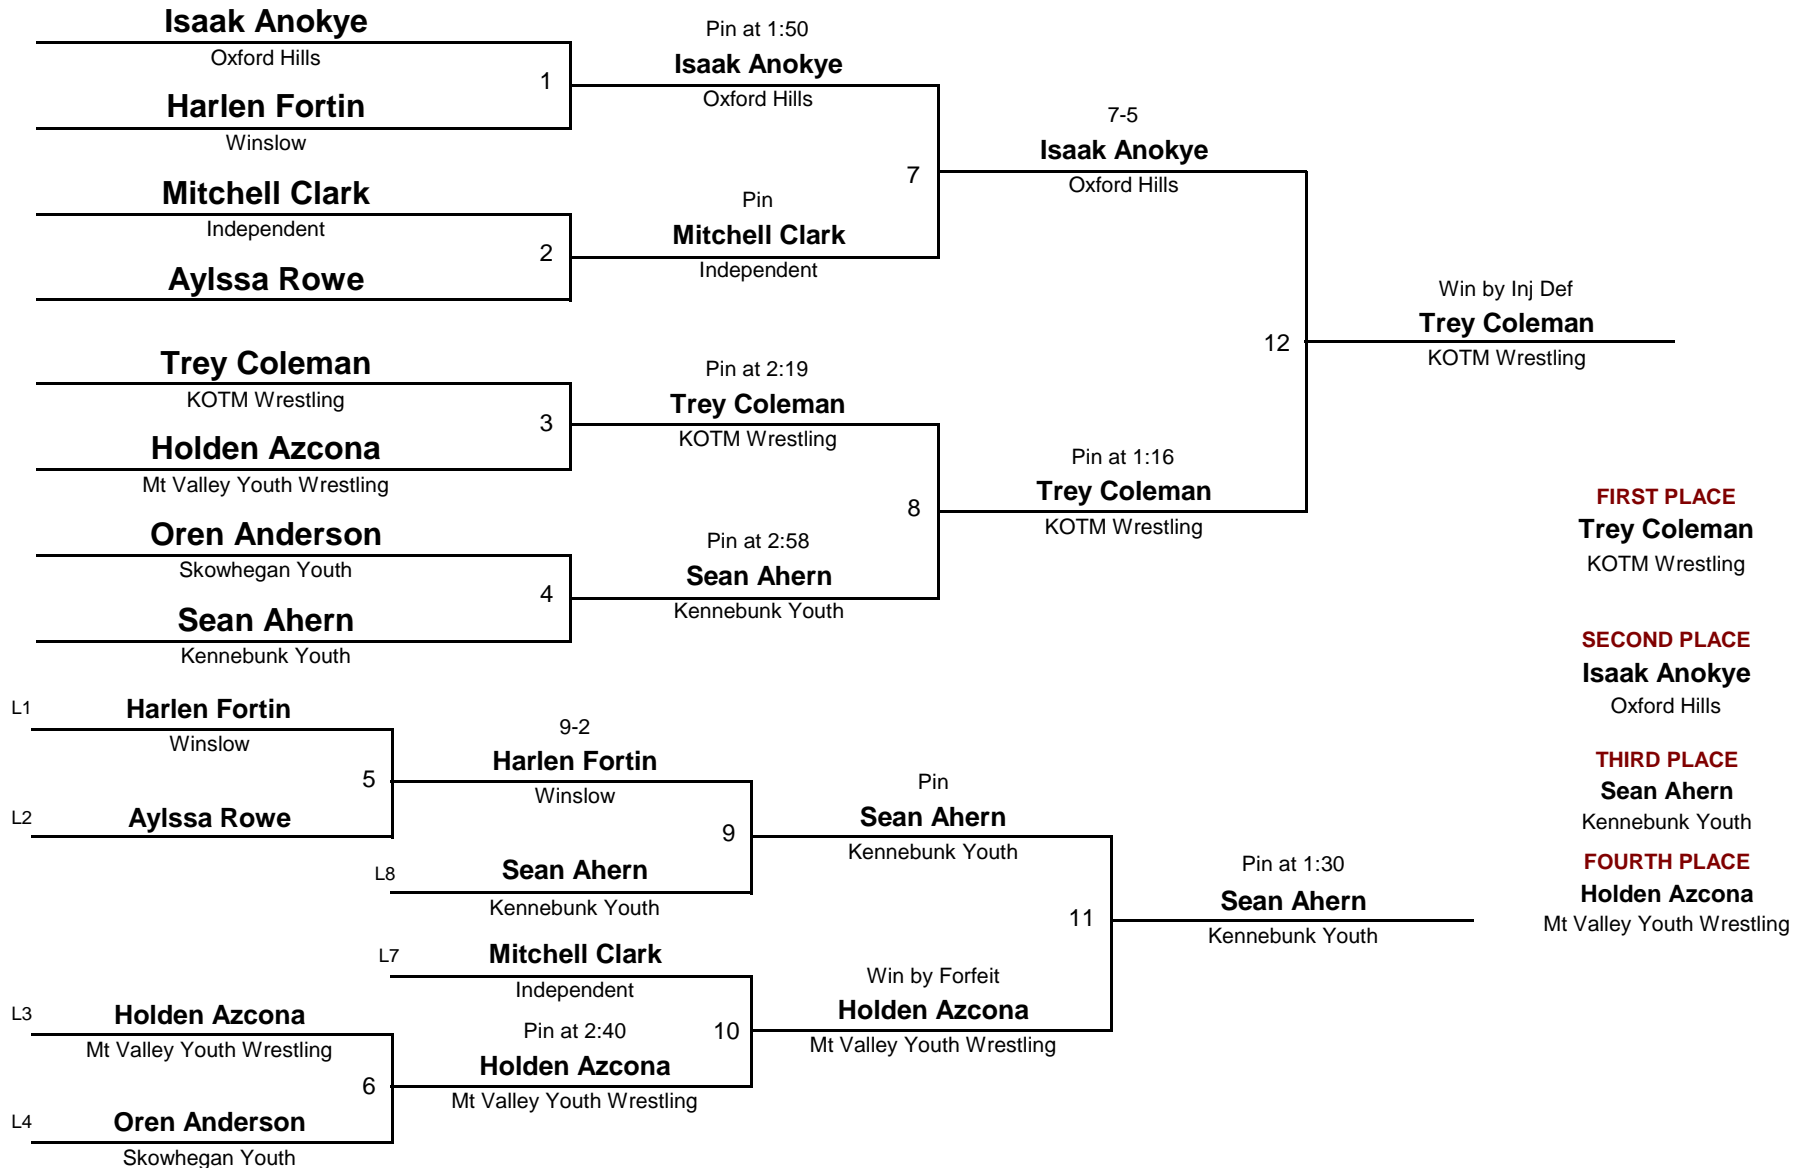 Isaak Anokye
Oxford Hills
1
Harlen Fortin
Winslow
Mitchell Clark
Independent
2
Aylssa Rowe
Trey Coleman
KOTM Wrestling
3
Holden Azcona
Mt Valley Youth Wrestling
Oren Anderson
Skowhegan Youth
4
Sean Ahern
Kennebunk Youth
Pin at 1:50
Isaak Anokye
Oxford Hills
7
Pin
Mitchell Clark
Independent
Pin at 2:19
Trey Coleman
KOTM Wrestling
8
Pin at 2:58
Sean Ahern
Kennebunk Youth
7-5
Isaak Anokye
Oxford Hills
12
Pin at 1:16
Trey Coleman
KOTM Wrestling
Win by Inj Def
Trey Coleman
KOTM Wrestling
FIRST PLACE
Trey Coleman
KOTM Wrestling
SECOND PLACE
Isaak Anokye
Oxford Hills
THIRD PLACE
Sean Ahern
Kennebunk Youth
FOURTH PLACE
Holden Azcona
Mt Valley Youth Wrestling
L1
Harlen Fortin
Winslow
5
L2
Aylssa Rowe
L3
Holden Azcona
Mt Valley Youth Wrestling
6
L4
Oren Anderson
Skowhegan Youth
9-2
Harlen Fortin
Winslow
9
L8
Sean Ahern
Kennebunk Youth
L7
Mitchell Clark
Independent
10
Pin at 2:40
Holden Azcona
Mt Valley Youth Wrestling
Pin
Sean Ahern
Kennebunk Youth
11
Win by Forfeit
Holden Azcona
Mt Valley Youth Wrestling
Pin at 1:30
Sean Ahern
Kennebunk Youth